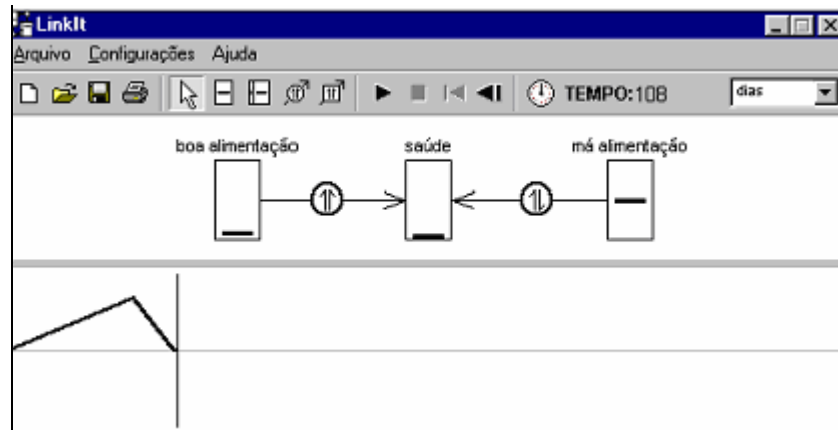 LinkIt
Arquivo Configurações Ajuda
TEMPO:108 dias
boa alimentação saúde má alimentação